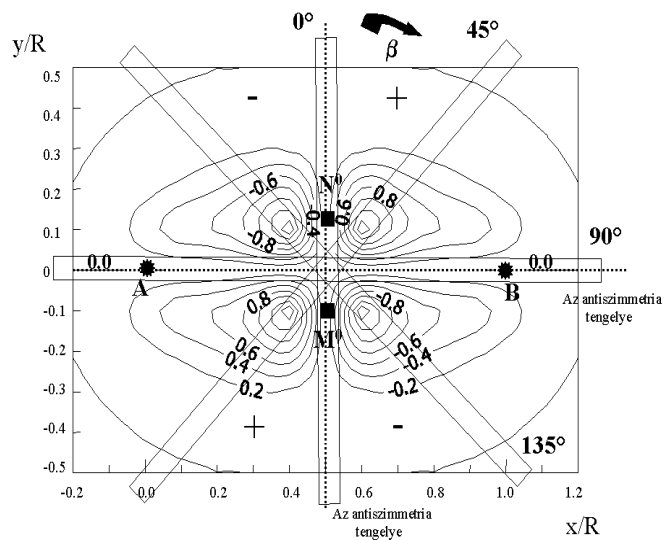 0°
45°
y/R
β
0.5
- +
0.4
0.3
0.2
-0.6 N⁰ 0.8
0.4 0.6
0.1
-0.8
90°
0.0 0.0
0
A B
Az antiszimmetria
tengelye
0.8 -0.8
-0.1
M⁰
0.6 -0.6
-0.2
0.4 -0.4
0.2 -0.2
-0.3
-0.4
+ -
135°
-0.5
-0.2 0.0 0.2 0.4 0.6 0.8 1.0 1.2
Az antiszimmetria
tengelye
x/R